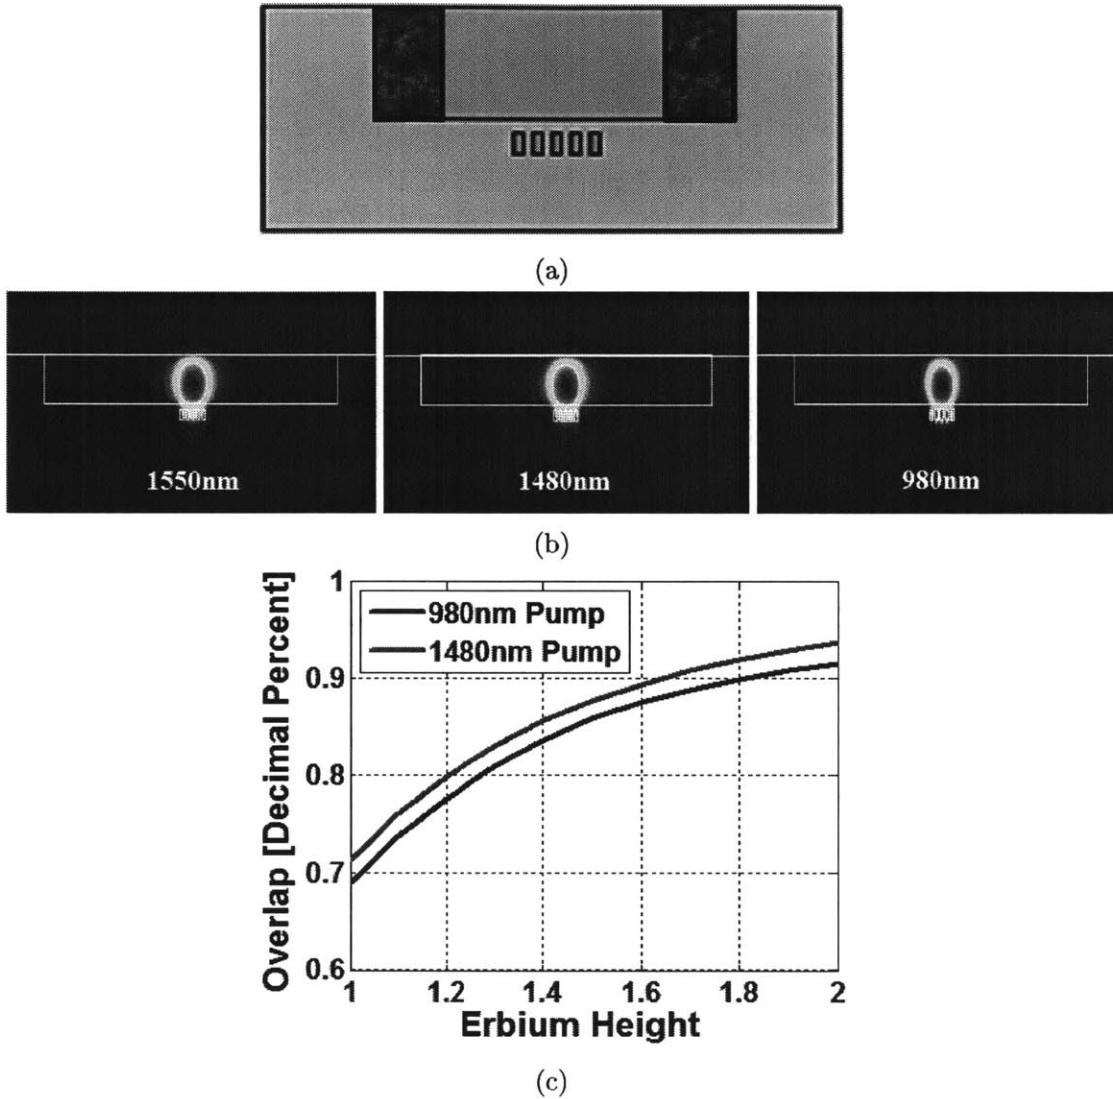 (a)
1550nm
1480nm
980nm
(b)
Overlap [Decimal Percent]
1
0.9
0.8
0.7
0.6
980nm Pump
1480nm Pump
1
1.2
1.4
1.6
1.8
2
Erbium Height
(c)